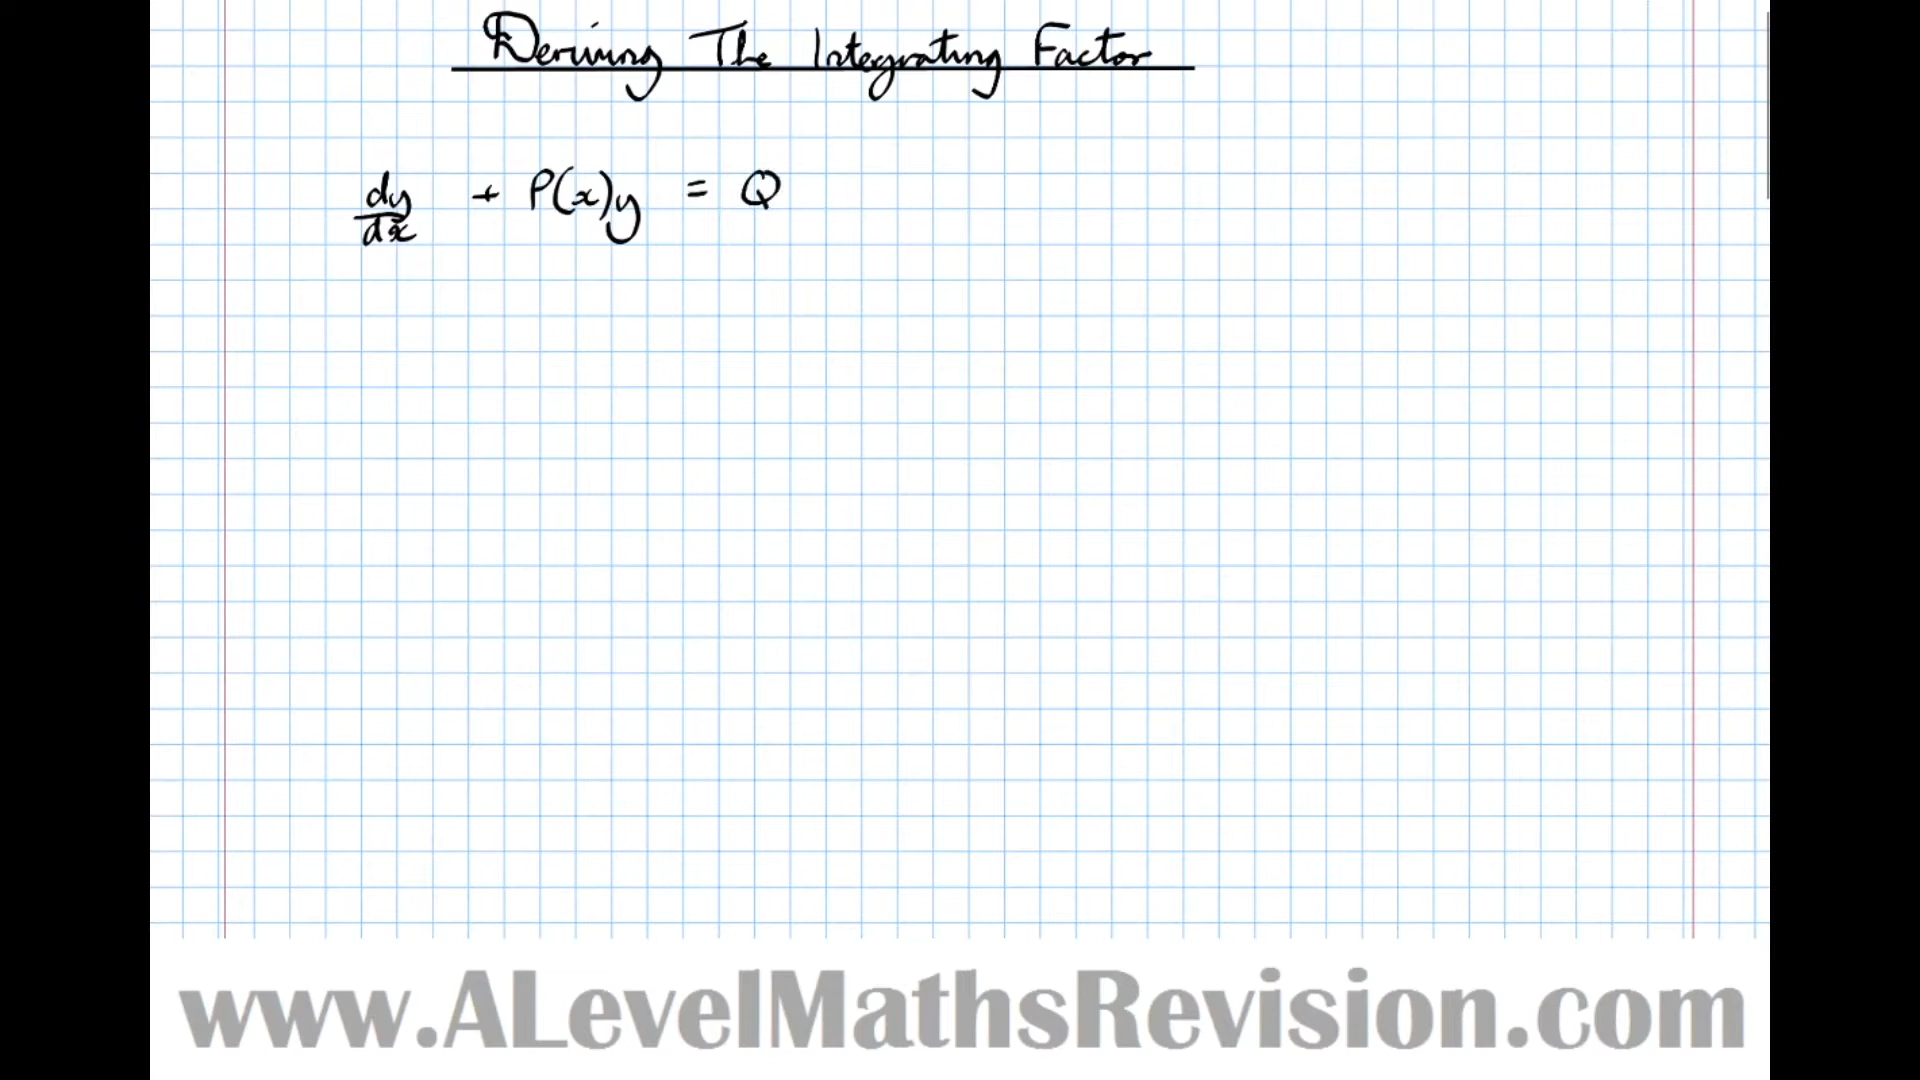 Deriving The Integrating Factor
dy/dx + P(x)y = Q
www.ALevelMathsRevision.com